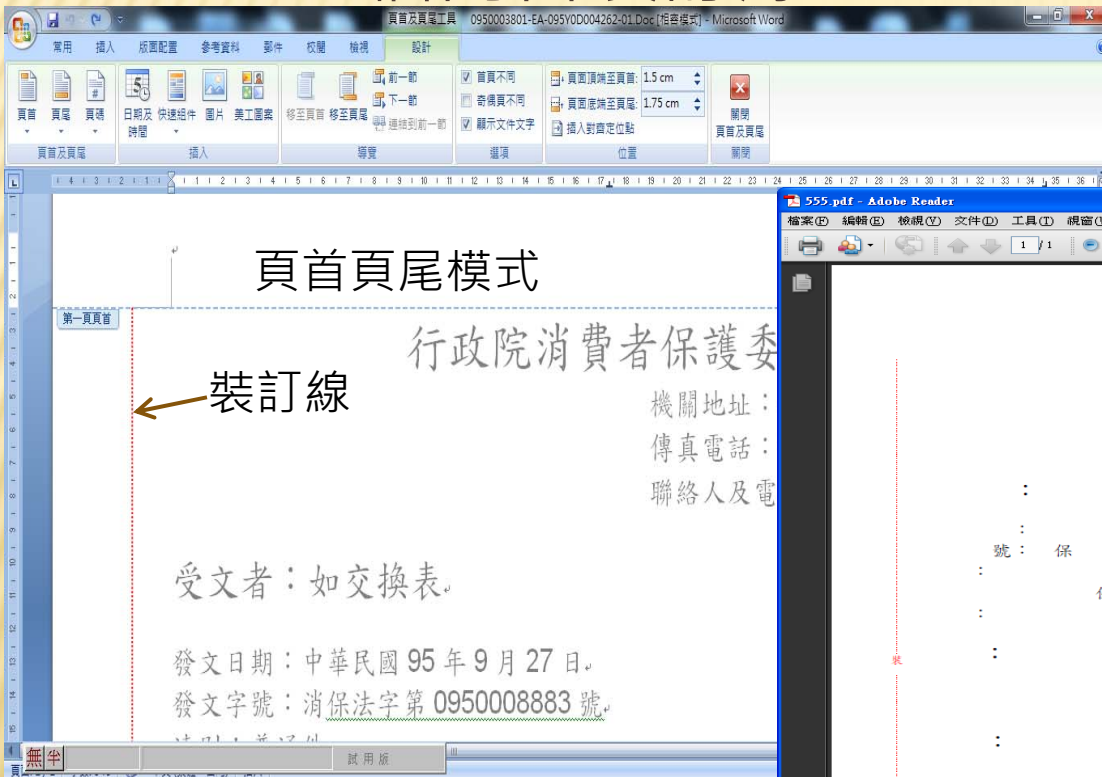 頁首及頁尾工具 0950003801-EA-095Y0D004262-01.Doc [相容模式] - Microsoft Word
常用 插入 版面配置 參考資料 郵件 校閱 檢視 設計
頁首 頁尾 頁碼
日期及時間 快速組件 圖片 美工圖案
移至頁首 移至頁尾
前一節
下一節
連結到前一節
首頁不同
奇偶頁不同
顯示文件文字
頁面頂端至頁首: 1.5 cm
頁面底端至頁尾: 1.75 cm
插入對齊定位點
關閉
頁首及頁尾
頁首及頁尾 插入 導覽 選項 位置 關閉
555.pdf - Adobe Reader
檔案(F) 編輯(E) 檢視(V) 文件(D) 工具(T) 視窗(
1 / 1
頁首頁尾模式
第一頁頁首
行政院消費者保護委
裝訂線
機關地址：
傳真電話：
聯絡人及電
受文者：如交換表
發文日期：中華民國 95 年 9 月 27 日
發文字號：消保法字第 0950008883 號
號： 保
裝
無 半 試用版